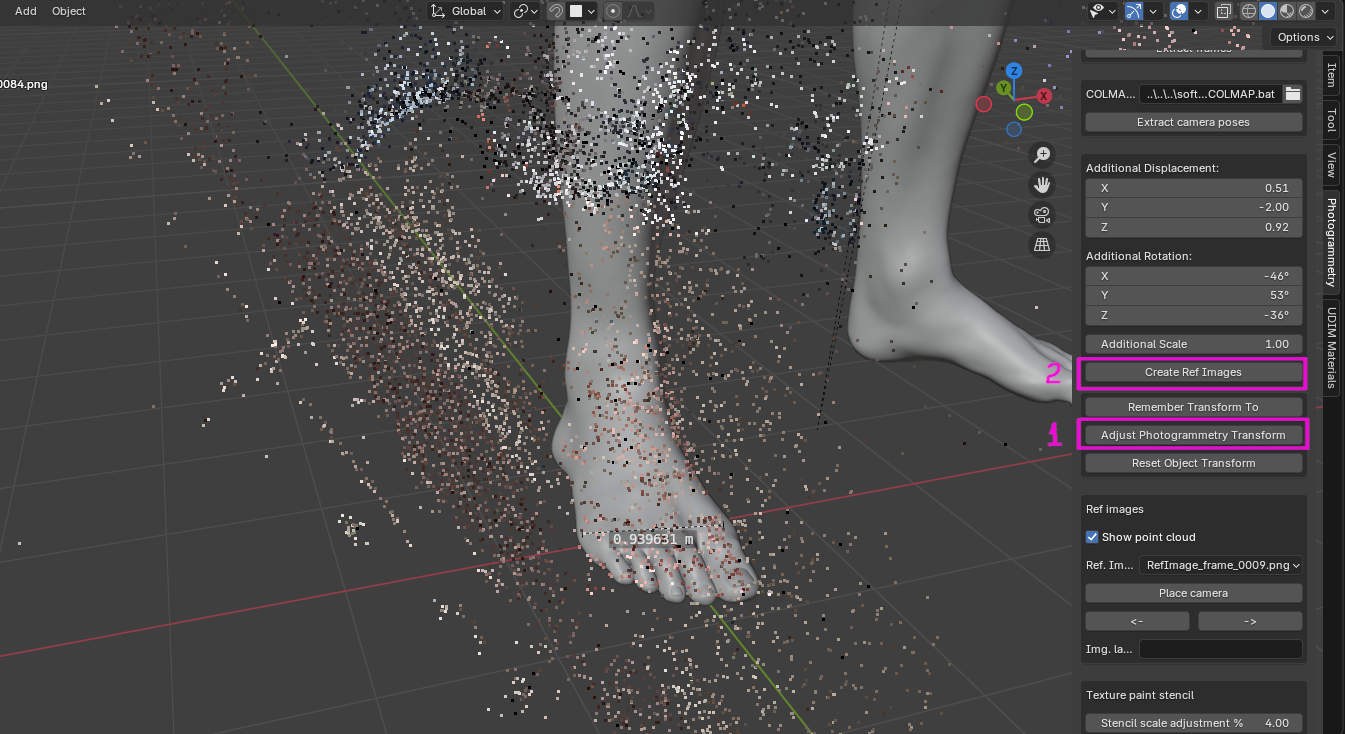 Add Object
Global
Options
Extract frames
0084.png
COLMA... ..\..\..\soft...COLMAP.bat
Extract camera poses
Additional Displacement:
X 0.51
Y -2.00
Z 0.92
Additional Rotation:
X -46°
Y 53°
Z -36°
Additional Scale 1.00
2 Create Ref Images
Remember Transform To
1 Adjust Photogrammetry Transform
Reset Object Transform
Ref images
Show point cloud
Ref. Im... RefImage_frame_0009.png
Place camera
<- ->
Img. la...
Texture paint stencil
Stencil scale adjustment % 4.00
0.939631 m
Z
Y
X
Item
Tool
View
Photogrammetry
UDIM Materials